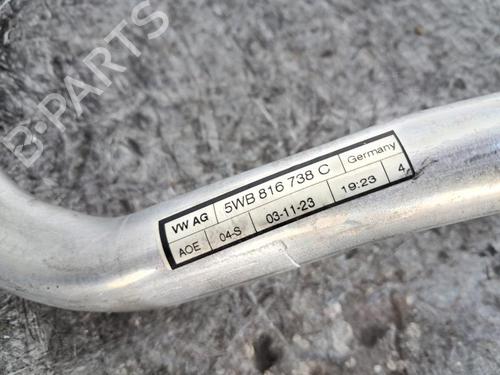 B-PARTS
VW AG 5WB 816 738 C Germany
AOE 04-S 03-11-23 19:23 4